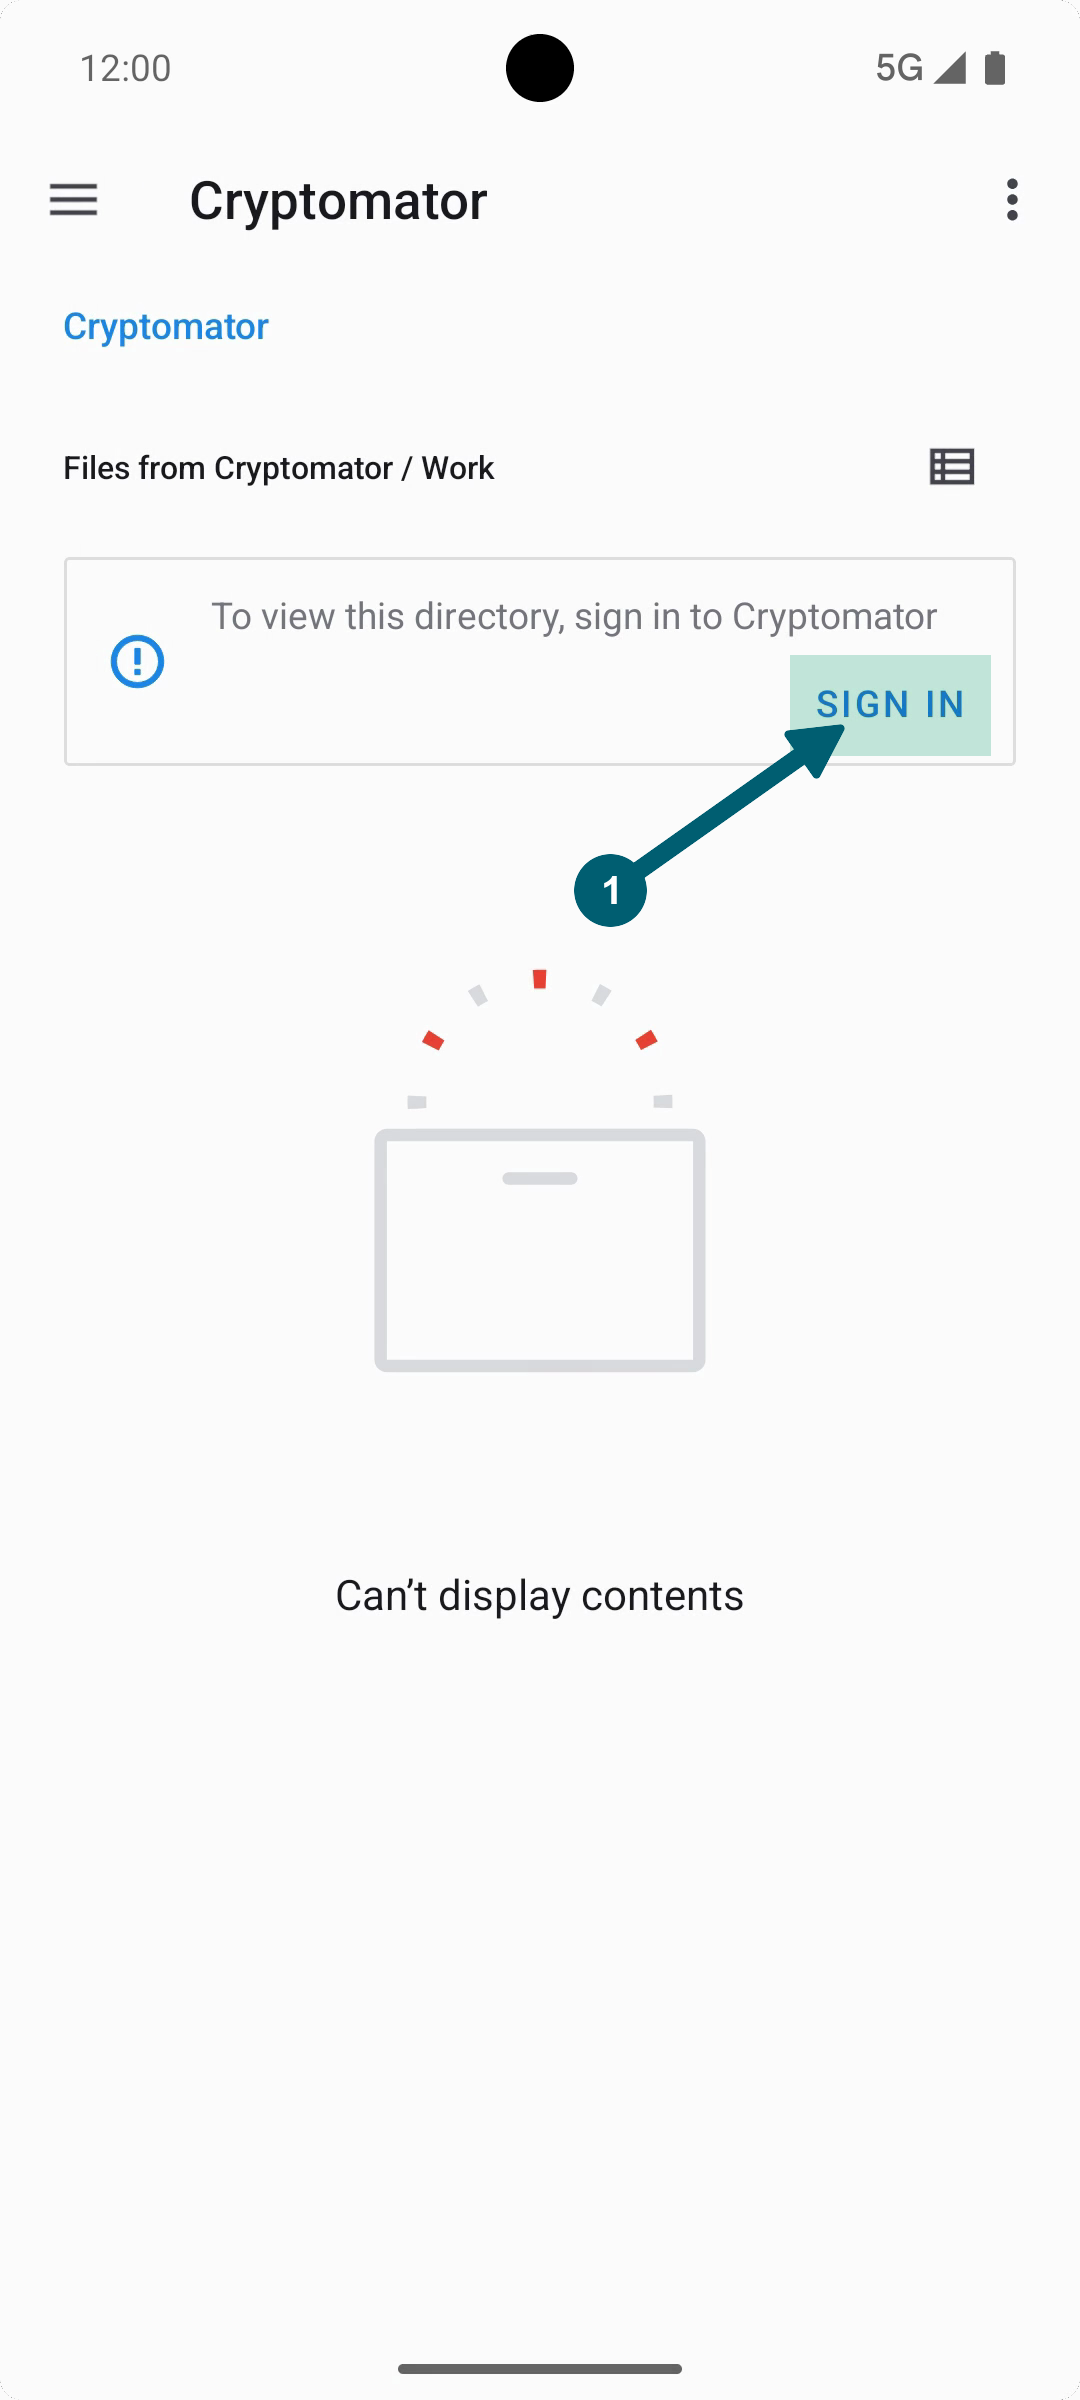 12:00
5G
Cryptomator
Cryptomator
Files from Cryptomator / Work
To view this directory, sign in to Cryptomator
SIGN IN
1
Can’t display contents